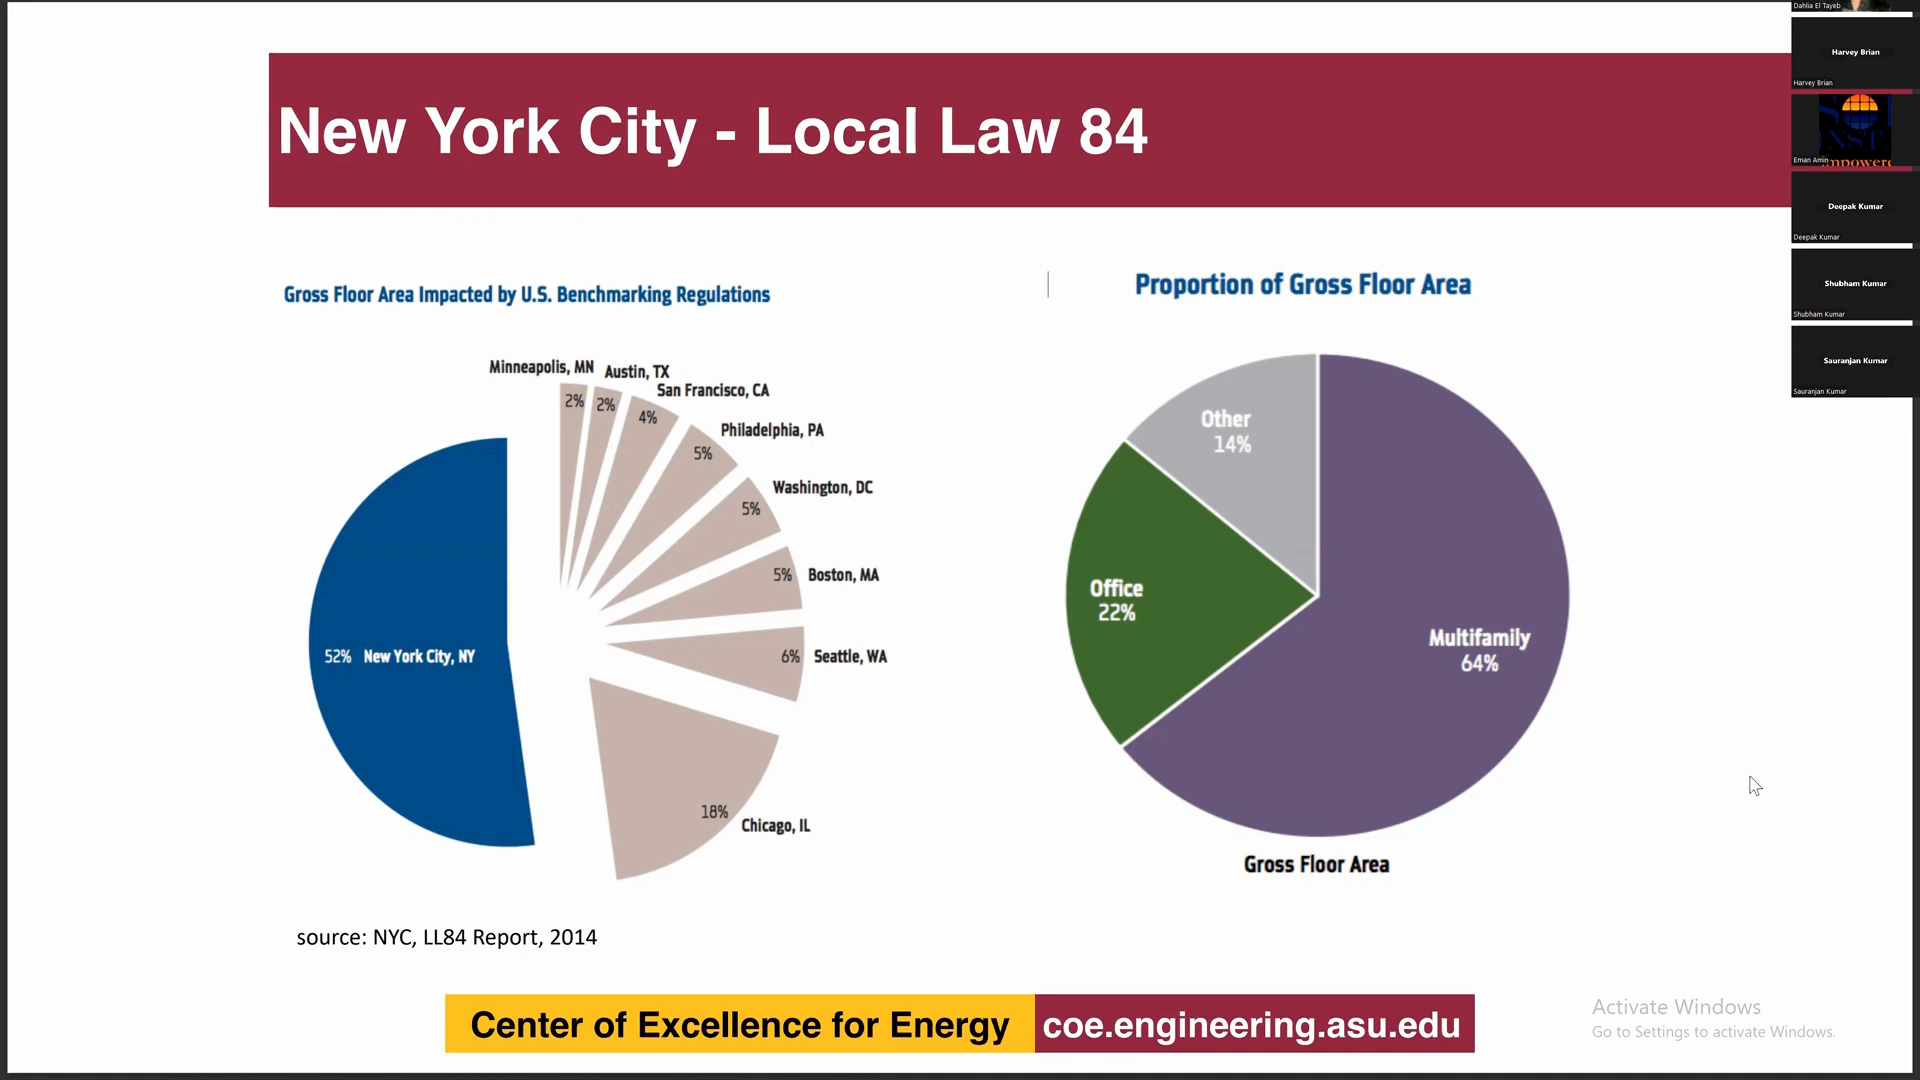 New York City - Local Law 84
Gross Floor Area Impacted by U.S. Benchmarking Regulations
Minneapolis, MN
2%
Austin, TX
2%
San Francisco, CA
4%
Philadelphia, PA
5%
Washington, DC
5%
Boston, MA
5%
Seattle, WA
6%
52% New York City, NY
18%
Chicago, IL
Proportion of Gross Floor Area
Other
14%
Office
22%
Multifamily
64%
Gross Floor Area
source: NYC, LL84 Report, 2014
Center of Excellence for Energy
coe.engineering.asu.edu
Activate Windows
Go to Settings to activate Windows.
Dahlia El Tayeb
Harvey Brian
Harvey Brian
Eman Amin
Deepak Kumar
Deepak Kumar
Shubham Kumar
Shubham Kumar
Sauranjan Kumar
Sauranjan Kumar